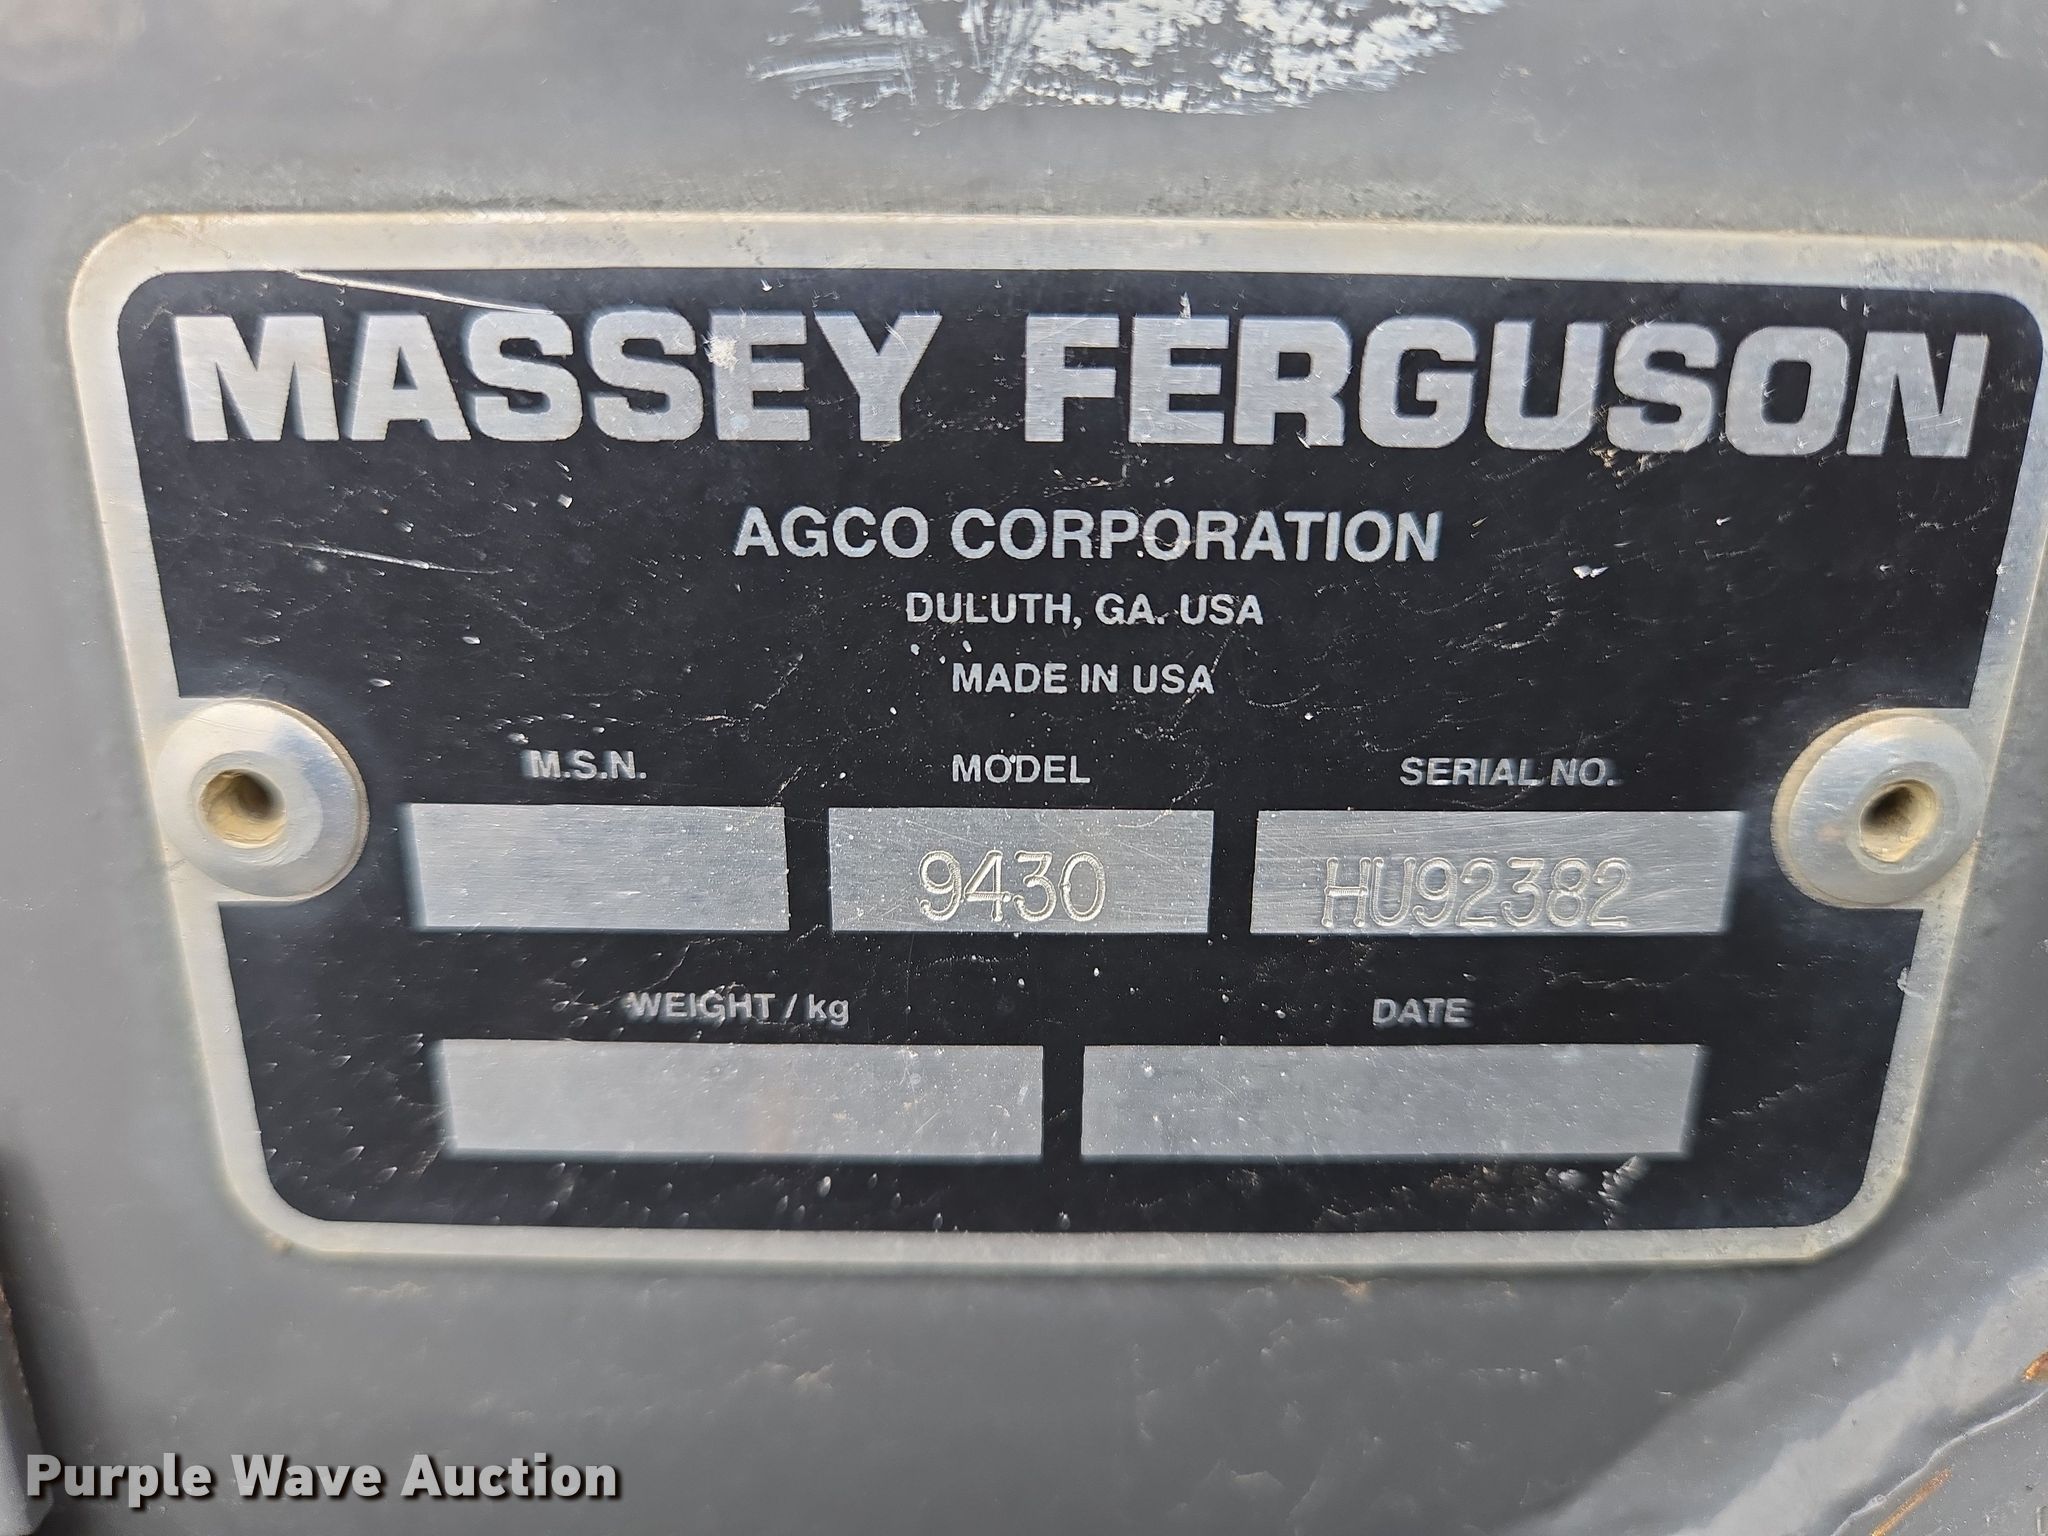 MASSEY FERGUSON
AGCO CORPORATION
DULUTH, GA. USA
MADE IN USA
M.S.N. MODEL SERIAL NO.
9430 HU92382
WEIGHT / kg DATE
Purple Wave Auction